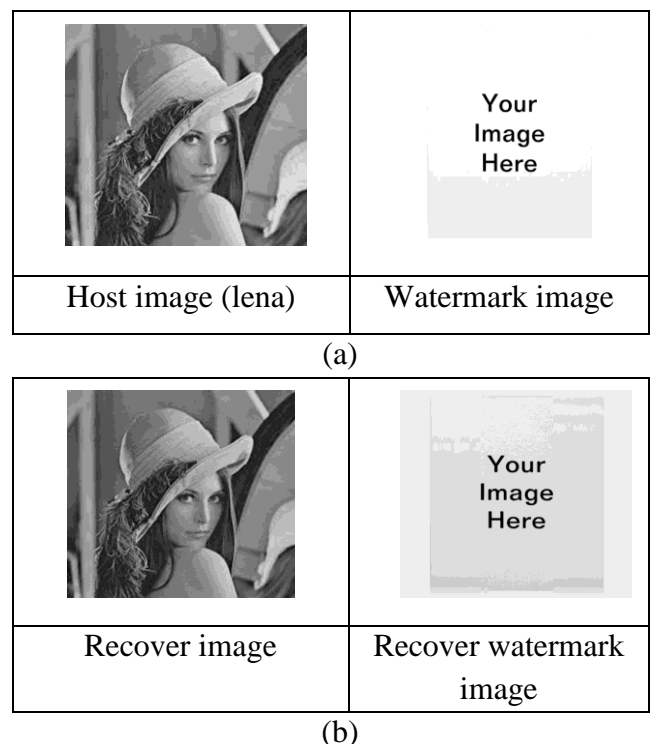 Your
Image
Here
Host image (lena)
Watermark image
(a)
Your
Image
Here
Recover image
Recover watermark
image
(b)